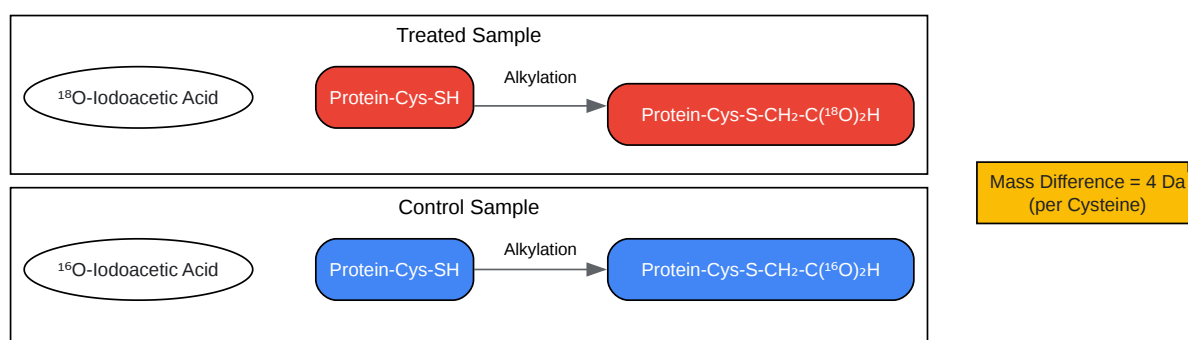 Treated Sample
¹⁸O-Iodoacetic Acid
Protein-Cys-SH
Alkylation
Protein-Cys-S-CH₂-C(¹⁸O)₂H
Control Sample
¹⁶O-Iodoacetic Acid
Protein-Cys-SH
Alkylation
Protein-Cys-S-CH₂-C(¹⁶O)₂H
Mass Difference = 4 Da
(per Cysteine)